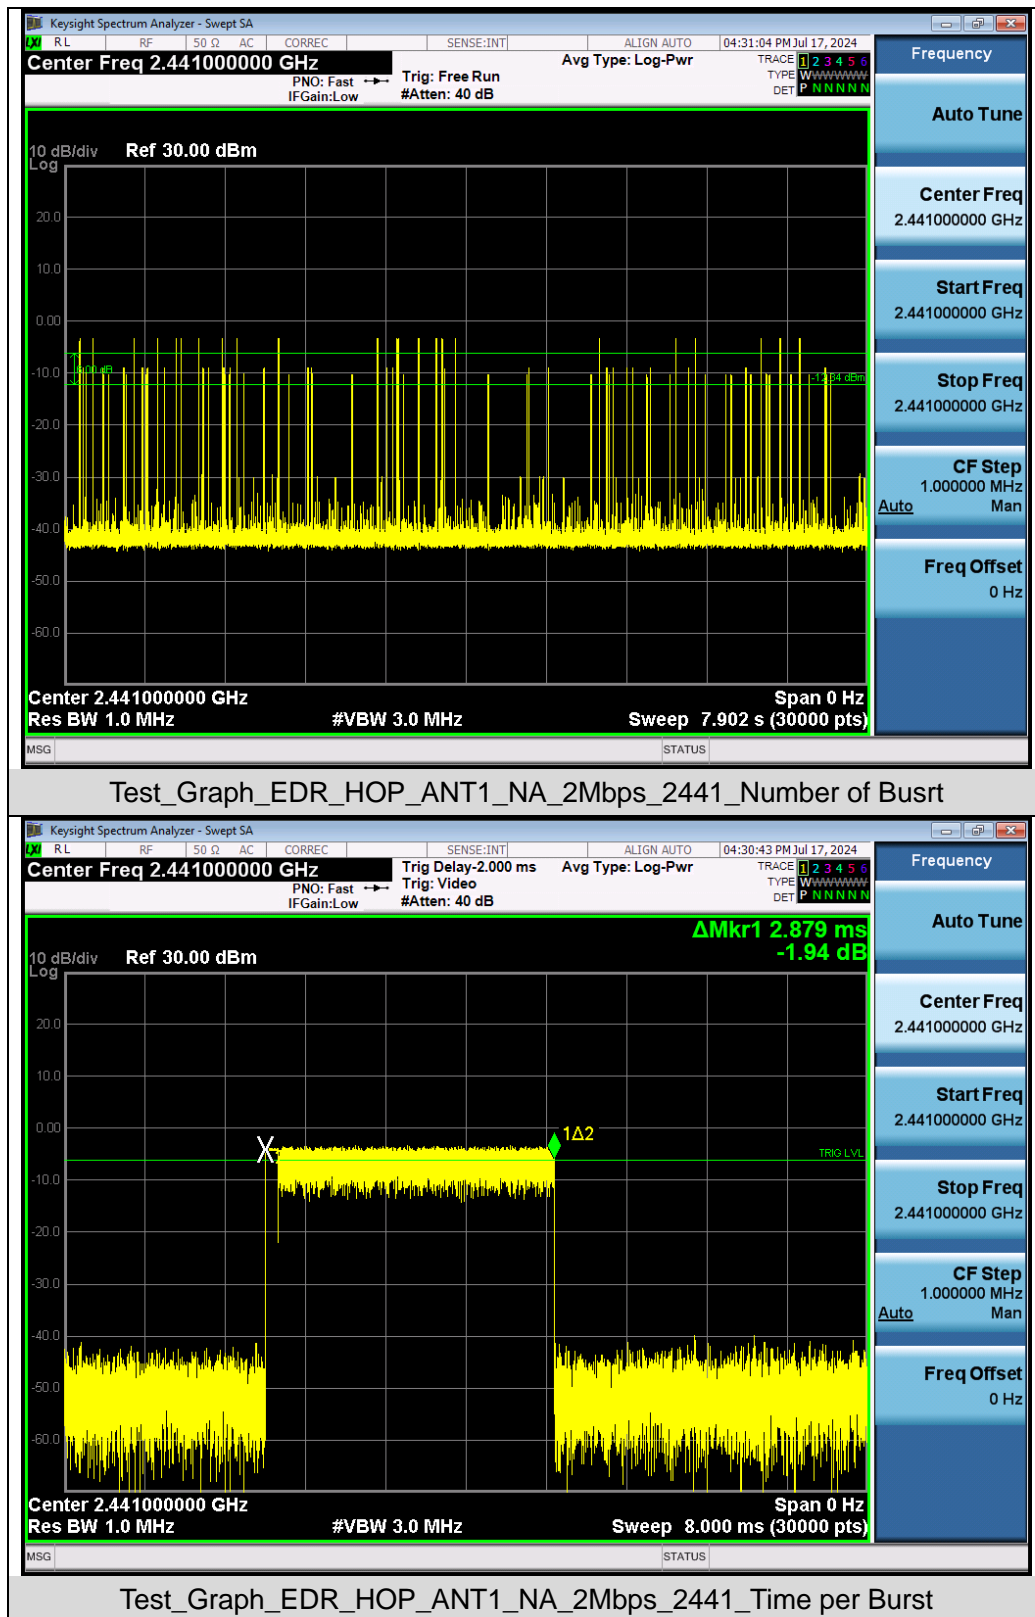 Keysight Spectrum Analyzer - Swept SA
LXI RL RF 50 Ω AC CORREC SENSE:INT ALIGN AUTO 04:31:04 PM Jul 17, 2024
Center Freq 2.441000000 GHz
PNO: Fast
IFGain:Low
Trig: Free Run
#Atten: 40 dB
Avg Type: Log-Pwr
TRACE 1 2 3 4 5 6
TYPE W W W W W W
DET P N N N N N
10 dB/div Ref 30.00 dBm
Log
20.0
10.0
0.00
-10.0
-20.0
-30.0
-40.0
-50.0
-60.0
-12.34 dBm
Center 2.441000000 GHz Span 0 Hz
Res BW 1.0 MHz #VBW 3.0 MHz Sweep 7.902 s (30000 pts)
MSG STATUS
Frequency
Auto Tune
Center Freq
2.441000000 GHz
Start Freq
2.441000000 GHz
Stop Freq
2.441000000 GHz
CF Step
1.000000 MHz
Auto Man
Freq Offset
0 Hz
Test_Graph_EDR_HOP_ANT1_NA_2Mbps_2441_Number of Busrt
Keysight Spectrum Analyzer - Swept SA
LXI RL RF 50 Ω AC CORREC SENSE:INT ALIGN AUTO 04:30:43 PM Jul 17, 2024
Center Freq 2.441000000 GHz
PNO: Fast
IFGain:Low
Trig Delay-2.000 ms
Trig: Video
#Atten: 40 dB
Avg Type: Log-Pwr
TRACE 1 2 3 4 5 6
TYPE W W W W W W
DET P N N N N N
ΔMkr1 2.879 ms
-1.94 dB
10 dB/div Ref 30.00 dBm
Log
20.0
10.0
0.00
-10.0
-20.0
-30.0
-40.0
-50.0
-60.0
1Δ2
TRIG LVL
Center 2.441000000 GHz Span 0 Hz
Res BW 1.0 MHz #VBW 3.0 MHz Sweep 8.000 ms (30000 pts)
MSG STATUS
Frequency
Auto Tune
Center Freq
2.441000000 GHz
Start Freq
2.441000000 GHz
Stop Freq
2.441000000 GHz
CF Step
1.000000 MHz
Auto Man
Freq Offset
0 Hz
Test_Graph_EDR_HOP_ANT1_NA_2Mbps_2441_Time per Burst